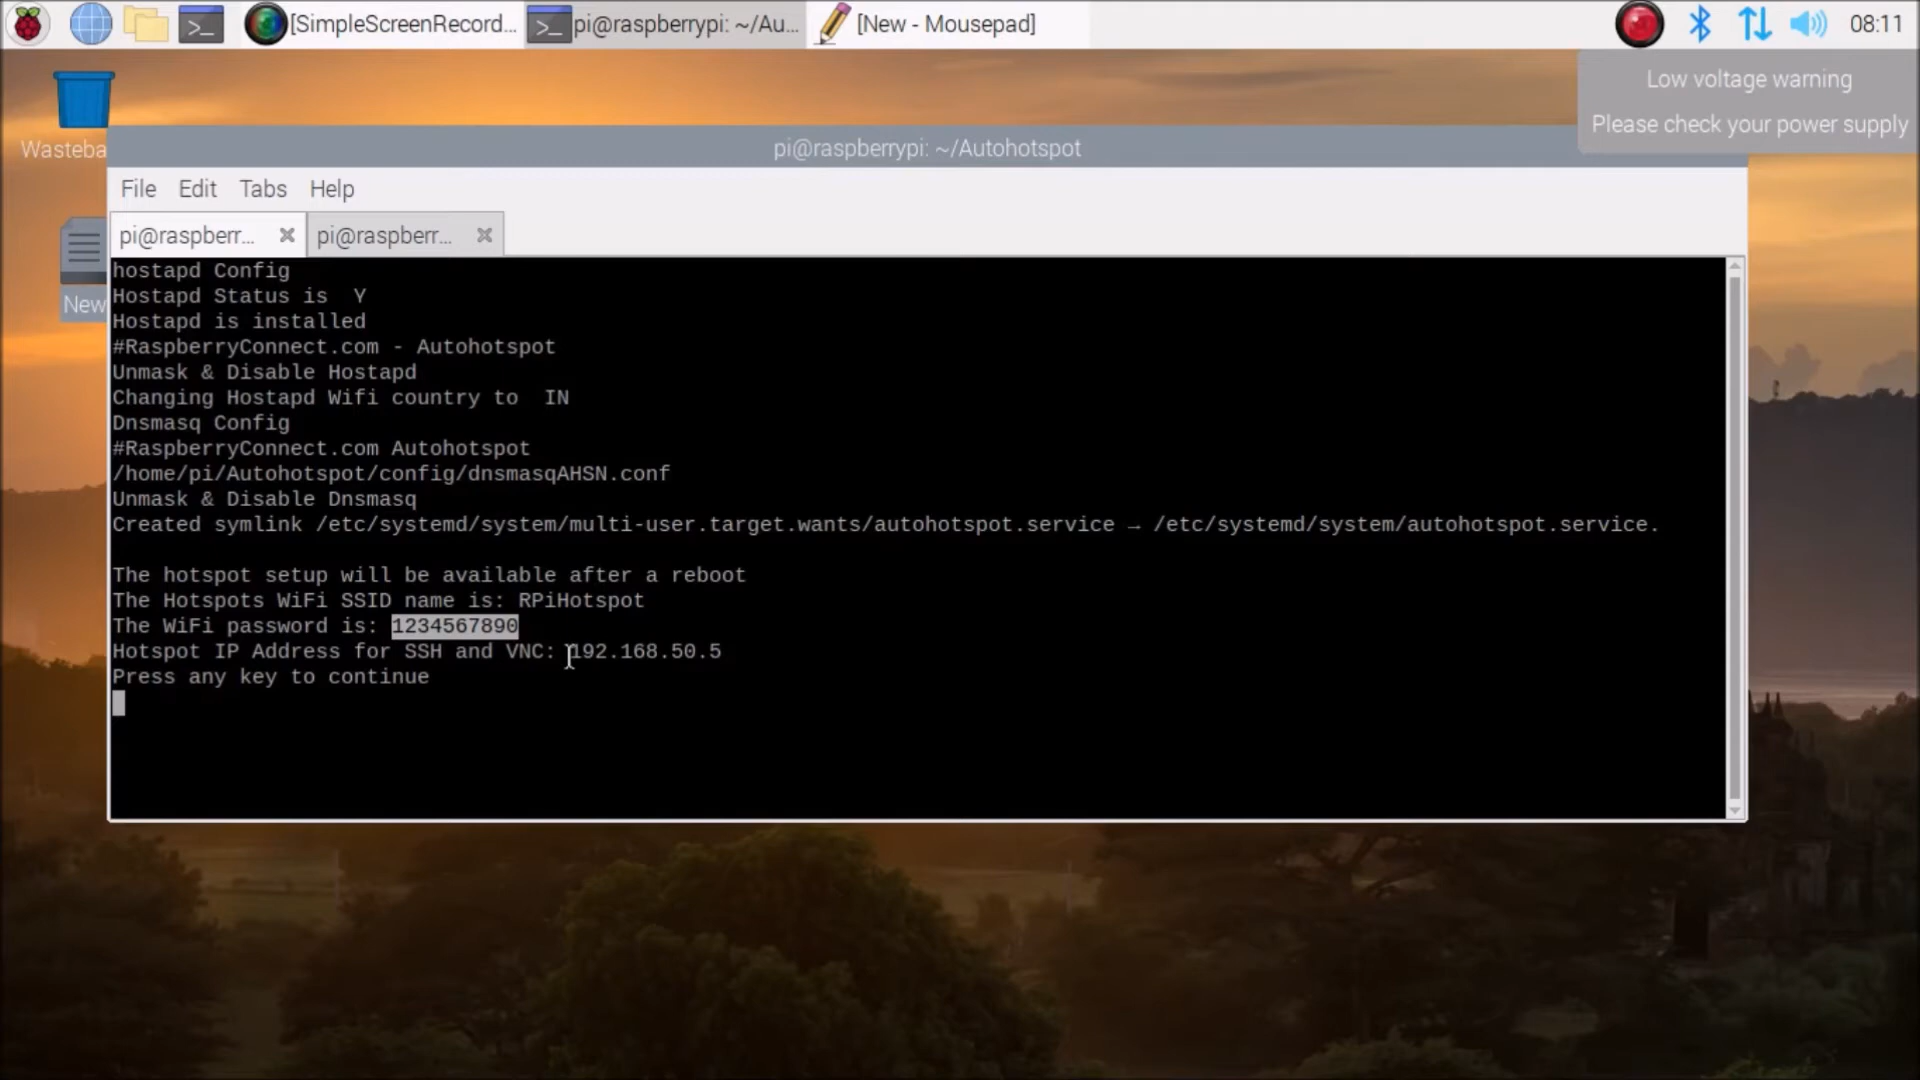 [SimpleScreenRecord...
pi@raspberrypi: ~/Au...
[New - Mousepad]
08:11
Low voltage warning
Please check your power supply
Wasteba
New
pi@raspberrypi: ~/Autohotspot
File Edit Tabs Help
pi@raspberr...
pi@raspberr...
hostapd Config
Hostapd Status is  Y
Hostapd is installed
#RaspberryConnect.com - Autohotspot
Unmask & Disable Hostapd
Changing Hostapd Wifi country to  IN
Dnsmasq Config
#RaspberryConnect.com Autohotspot
/home/pi/Autohotspot/config/dnsmasqAHSN.conf
Unmask & Disable Dnsmasq
Created symlink /etc/systemd/system/multi-user.target.wants/autohotspot.service → /etc/systemd/system/autohotspot.service.
The hotspot setup will be available after a reboot
The Hotspots WiFi SSID name is: RPiHotspot
The WiFi password is: 1234567890
Hotspot IP Address for SSH and VNC: 192.168.50.5
Press any key to continue